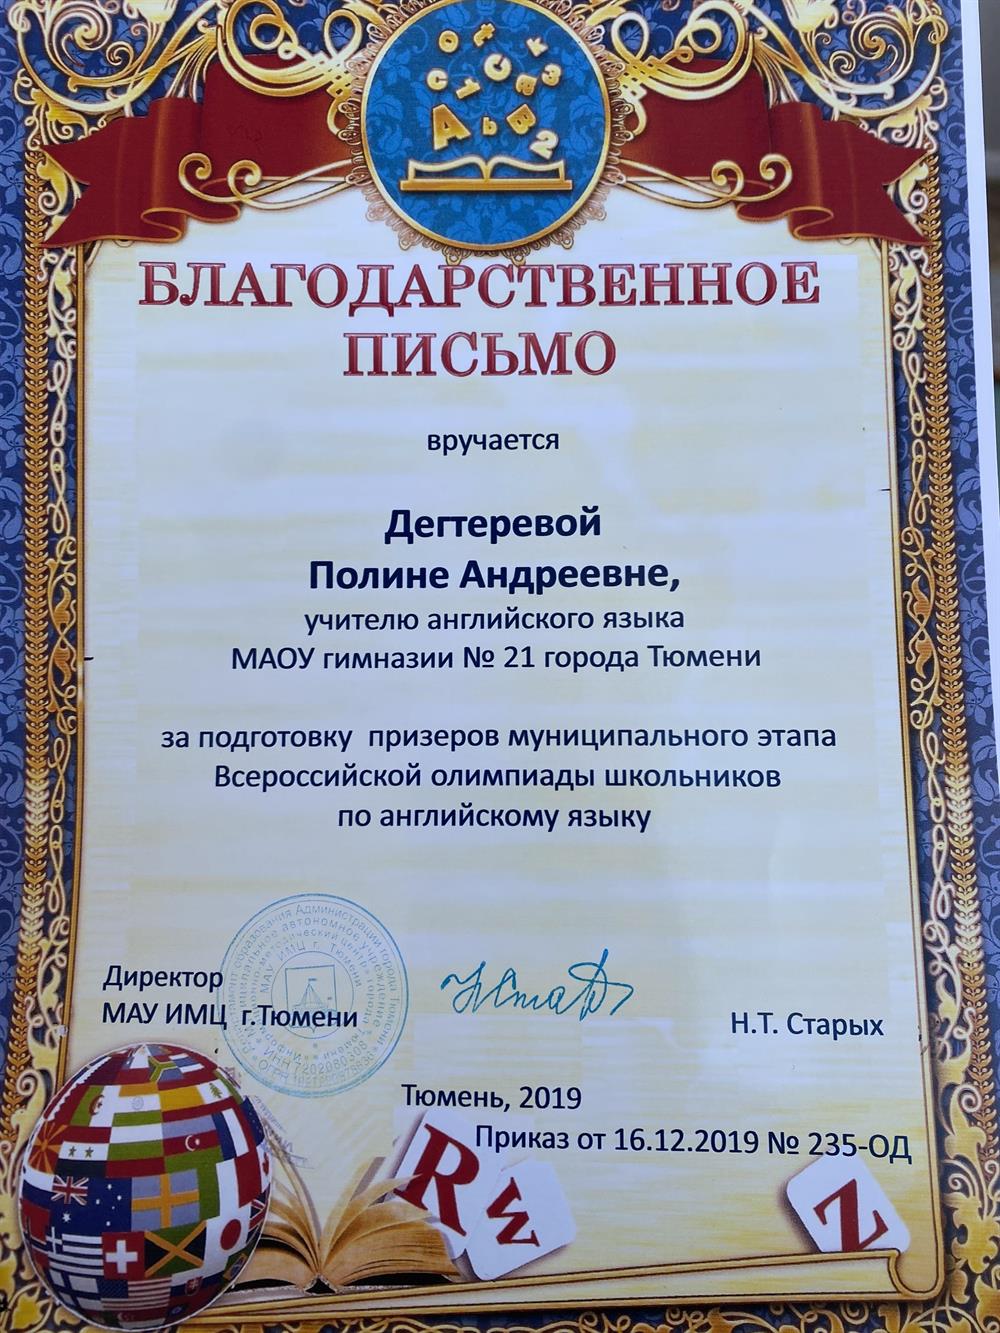 БЛАГОДАРСТВЕННОЕ
ПИСЬМО
вручается
Дегтеревой
Полине Андреевне,
учителю английского языка
МАОУ гимназии № 21 города Тюмени
за подготовку призеров муниципального этапа
Всероссийской олимпиады школьников
по английскому языку
Директор
МАУ ИМЦ г.Тюмени
Н.Т. Старых
Тюмень, 2019
Приказ от 16.12.2019 № 235-ОД
R
W
Z